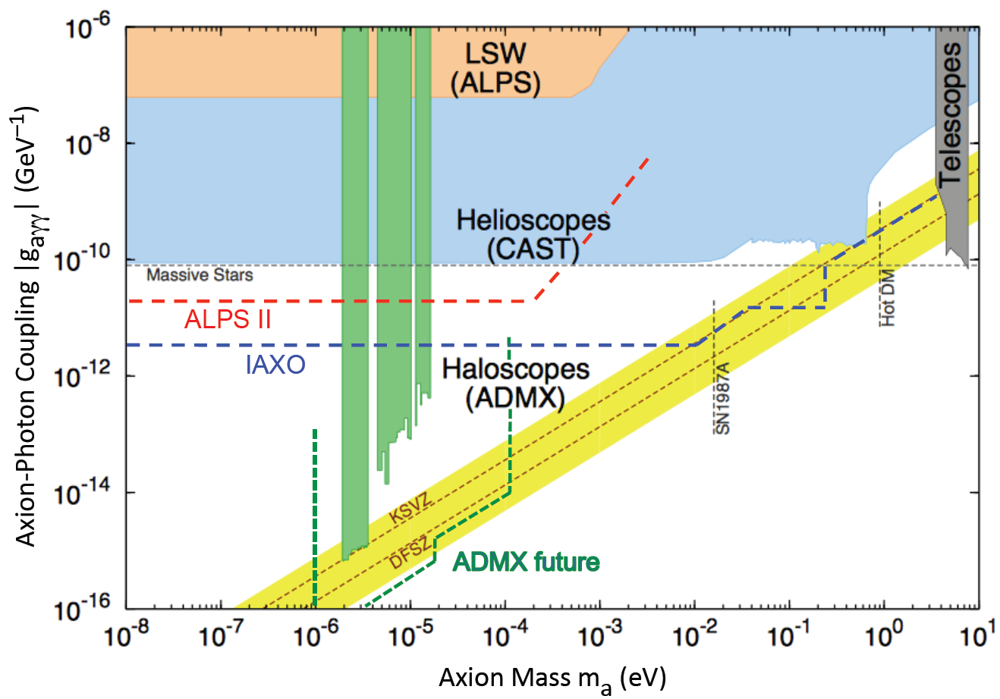 10⁻⁶
10⁻⁸
10⁻¹⁰
10⁻¹²
10⁻¹⁴
10⁻¹⁶
Axion-Photon Coupling |gaγγ| (GeV⁻¹)
LSW
(ALPS)
Telescopes
Helioscopes
(CAST)
Massive Stars
ALPS II
Hot DM
IAXO
Haloscopes
(ADMX)
SN1987A
KSVZ
DFSZ
ADMX future
10⁻⁸
10⁻⁷
10⁻⁶
10⁻⁵
10⁻⁴
10⁻³
10⁻²
10⁻¹
10⁰
10¹
Axion Mass mₐ (eV)